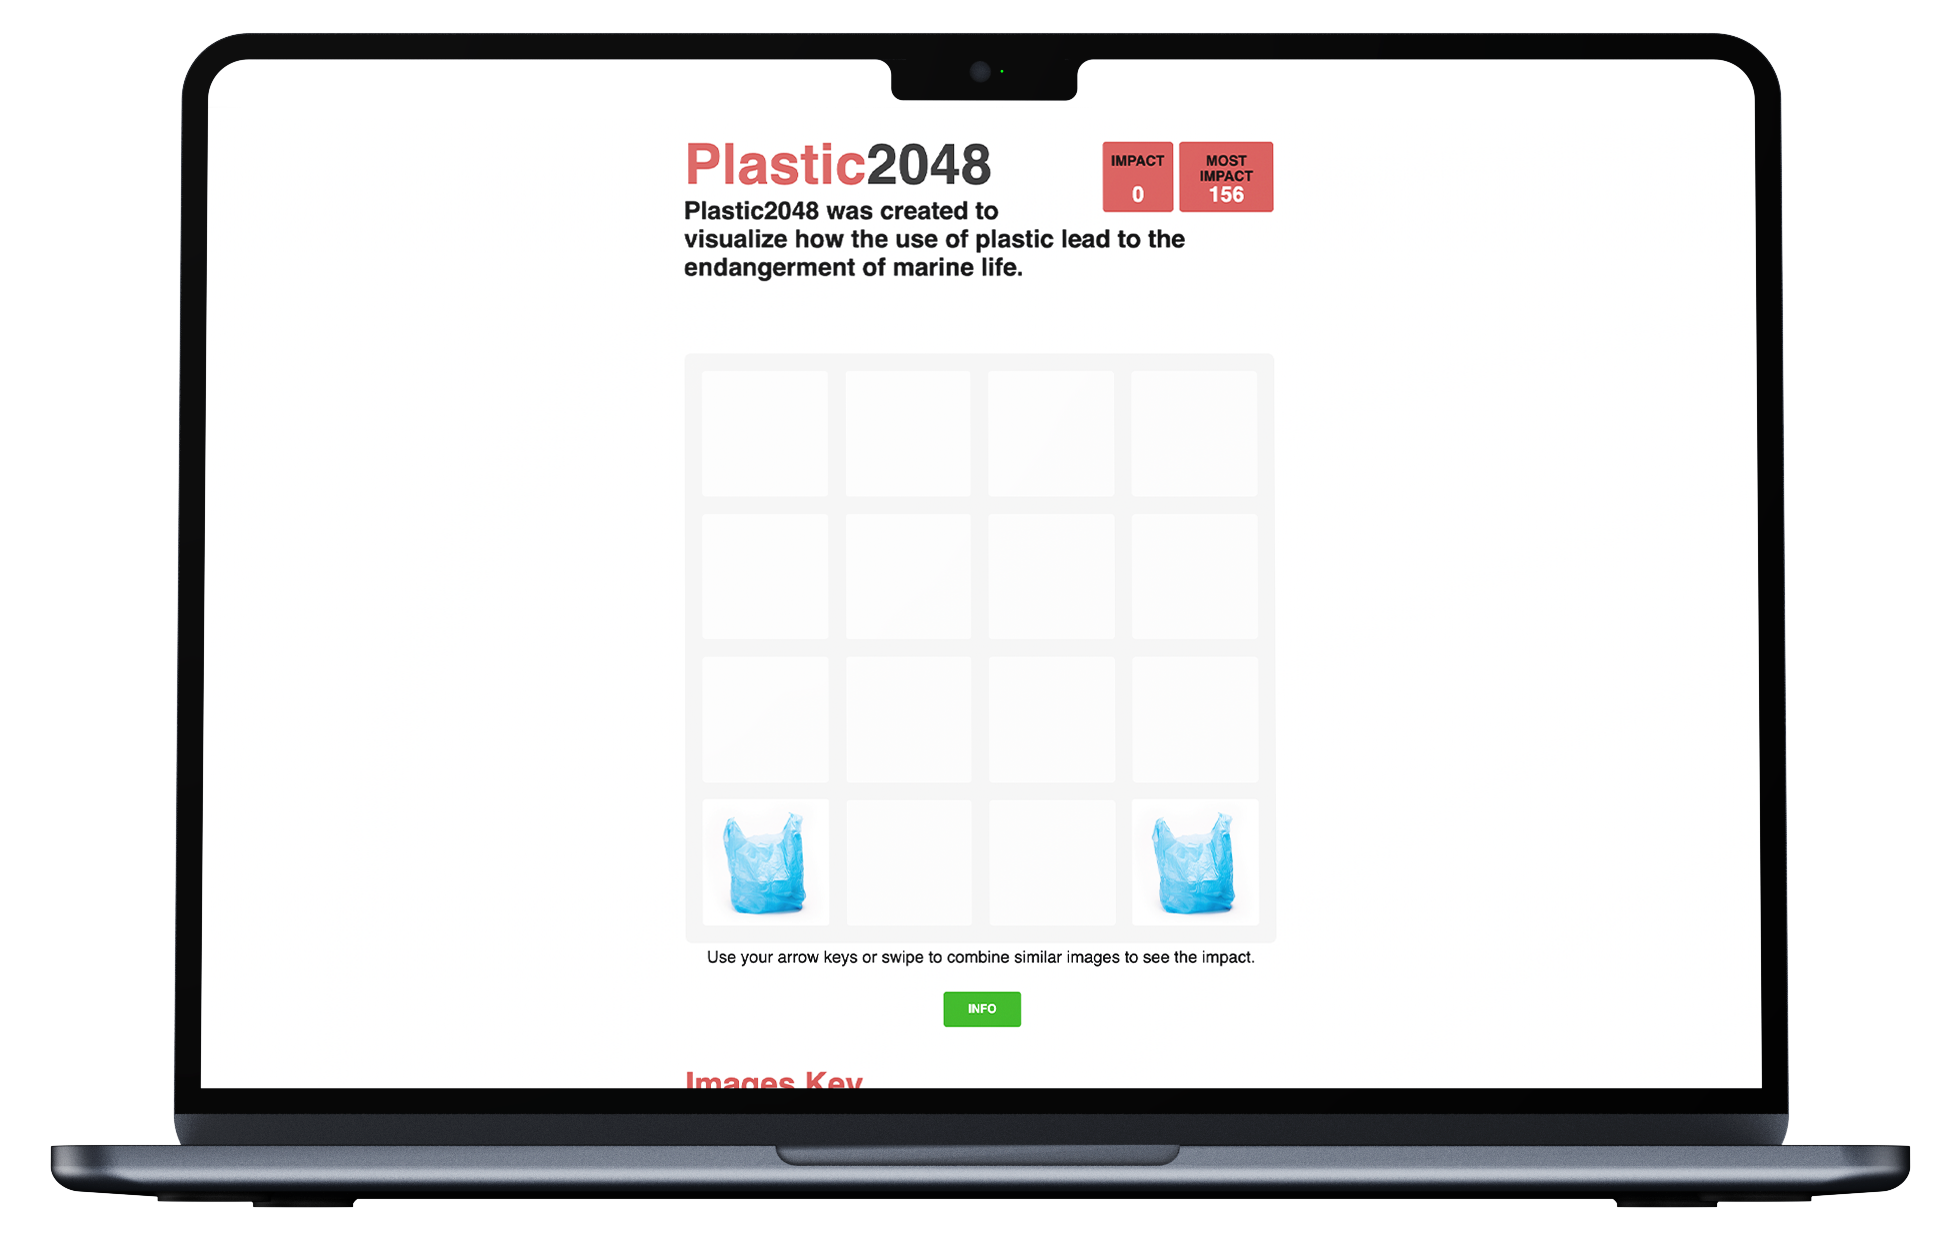 Plastic2048
IMPACT
0
MOST
IMPACT
156
Plastic2048 was created to
visualize how the use of plastic lead to the
endangerment of marine life.
Use your arrow keys or swipe to combine similar images to see the impact.
INFO
Images Key